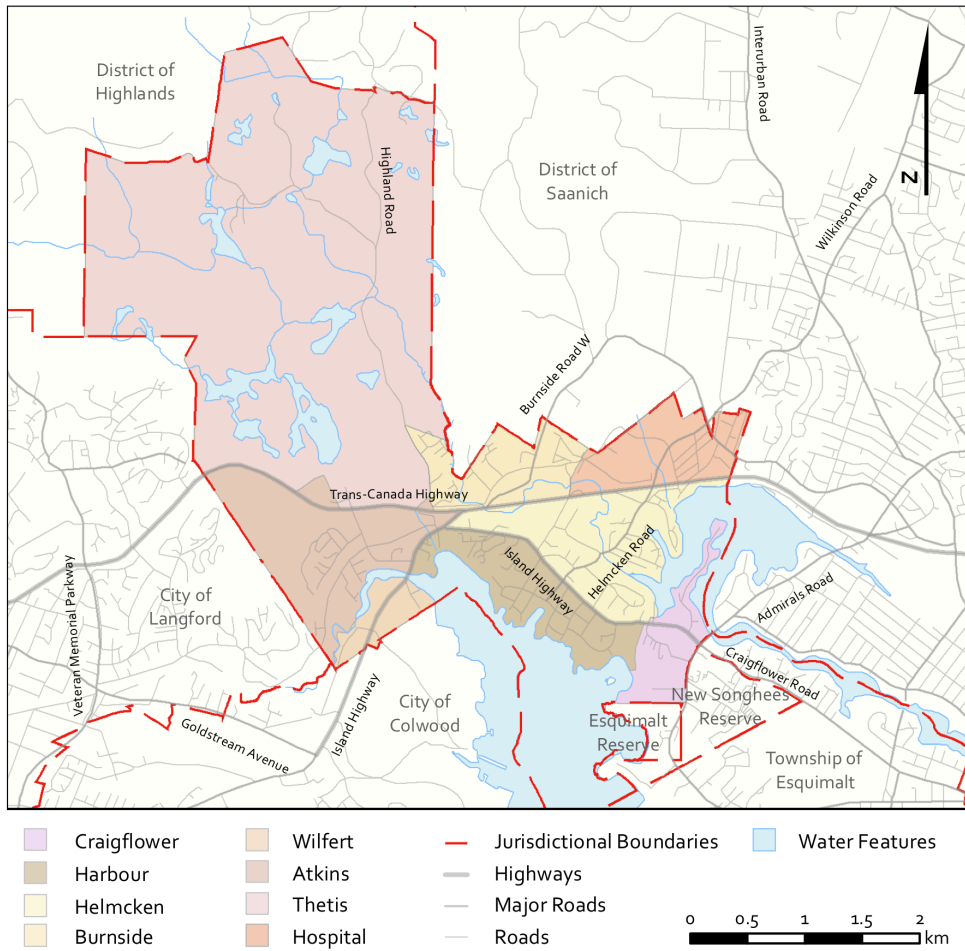 District of
Highlands
Interurban Road
Highland Road
District of
Saanich
N
Wilkinson Road
Burnside Road W
Trans-Canada Highway
Island Highway
Helmcken Road
Veteran Memorial Parkway
City of
Langford
Admirals Road
Craigflower Road
City of
Colwood
Island Highway
Goldstream Avenue
New Songhees
Reserve
Esquimalt
Reserve
Township of
Esquimalt
Craigflower
Harbour
Helmcken
Burnside
Wilfert
Atkins
Thetis
Hospital
Jurisdictional Boundaries
Highways
Major Roads
Roads
Water Features
0 0.5 1 1.5 2
km